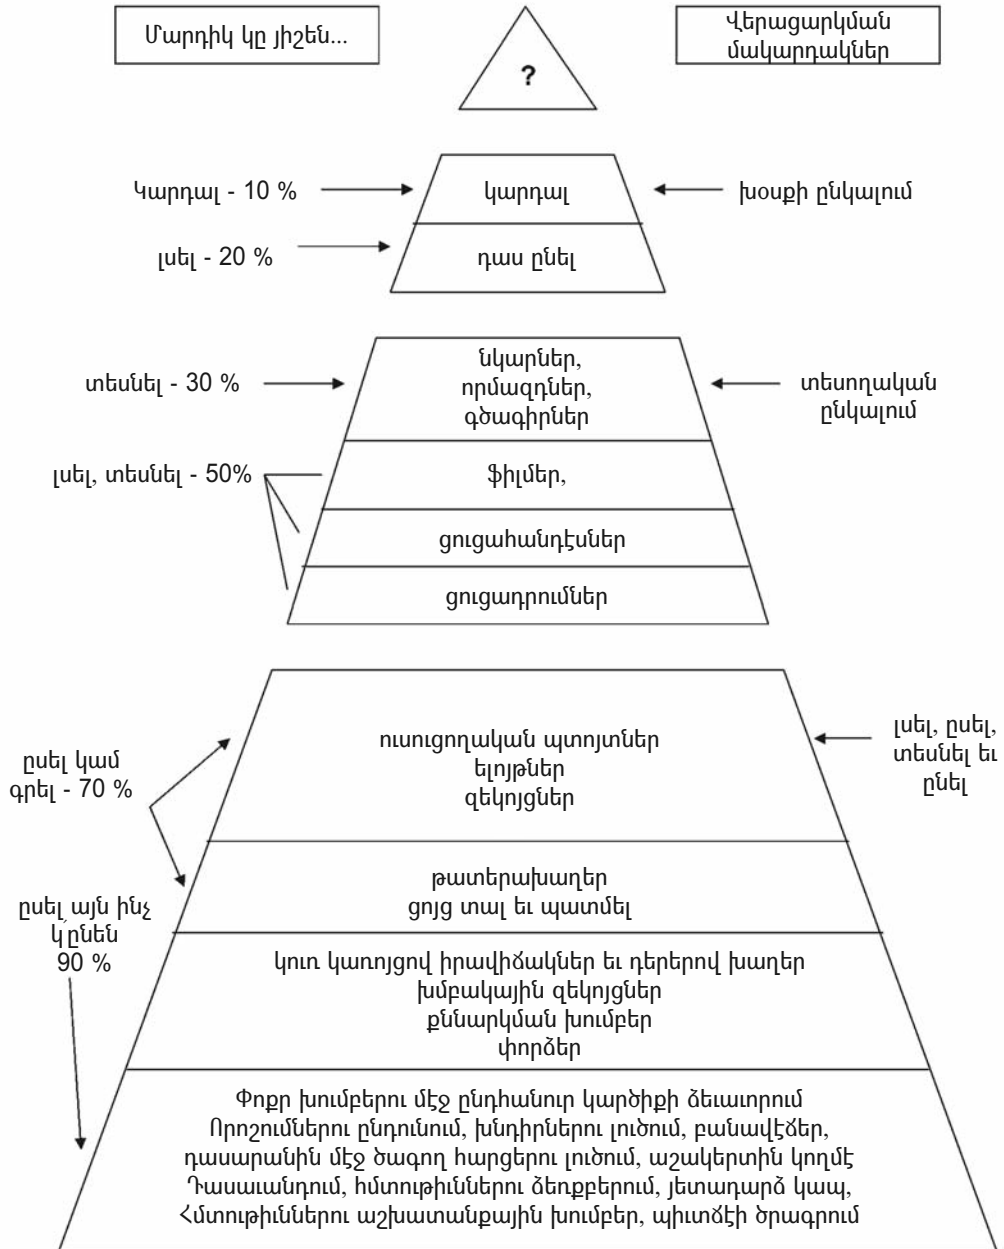 Մարդիկ կը յիշեն...
Վերացարկման
մակարդակներ
?
Կարդալ - 10 %
կարդալ
խօսքի ընկալում
լսել - 20 %
դաս ընել
տեսնել - 30 %
նկարներ,
որմազդներ,
գծագիրներ
տեսողական
ընկալում
լսել, տեսնել - 50%
ֆիլմեր,
ցուցահանդէսներ
ցուցադրումներ
ըսել կամ
գրել - 70 %
ուսուցողական պտոյտներ
ելոյթներ
զեկոյցներ
լսել, ըսել,
տեսնել եւ
ընել
թատերախաղեր
ցոյց տալ եւ պատմել
ըսել այն ինչ
կ՛ընեն
90 %
կուռ կառոյցով իրավիճակներ եւ դերերով խաղեր
խմբակային զեկոյցներ
քննարկման խումբեր
փորձեր
Փոքր խումբերու մէջ ընդհանուր կարծիքի ձեւաւորում
Որոշումներու ընդունում, խնդիրներու լուծում, բանավէճեր,
դասարանին մէջ ծագող հարցերու լուծում, աշակերտին կողմէ
Դասաւանդում, հմտութիւններու ձեռքբերում, յետադարձ կապ,
Հմտութիւններու աշխատանքային խումբեր, պիւտճէի ծրագրում